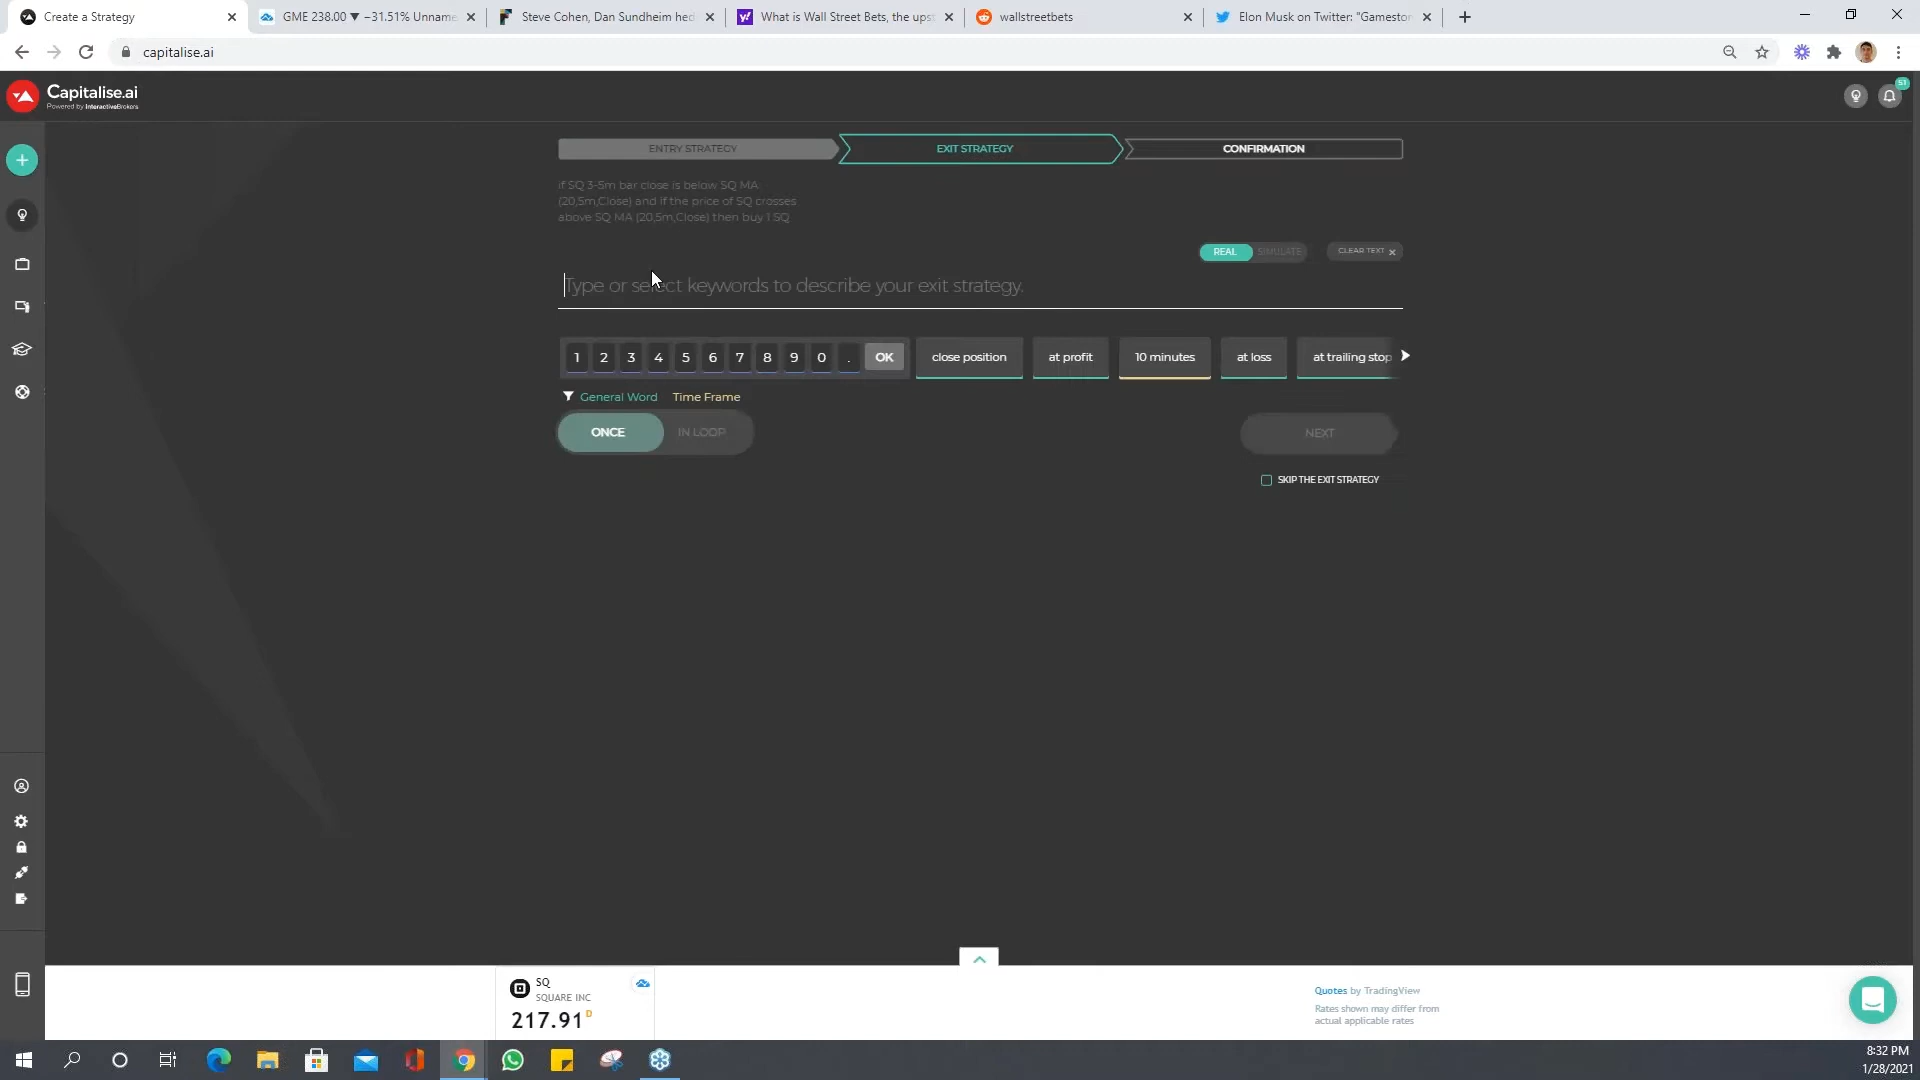 Create a Strategy
GME 238.00 ▼ −31.51% Unname
Steve Cohen, Dan Sundheim hed
What is Wall Street Bets, the upst
wallstreetbets
Elon Musk on Twitter: "Gamestor
capitalise.ai
Capitalise.ai
Powered by InteractiveBrokers
51
ENTRY STRATEGY
EXIT STRATEGY
CONFIRMATION
if SQ 3-5m bar close is below SQ MA
(20,5m,Close) and if the price of SQ crosses
above SQ MA (20,5m,Close) then buy 1 SQ
REAL
SIMULATE
CLEAR TEXT ×
Type or select keywords to describe your exit strategy.
1 2 3 4 5 6 7 8 9 0 . OK
close position
at profit
10 minutes
at loss
at trailing stop
General Word
Time Frame
ONCE
IN LOOP
NEXT
SKIP THE EXIT STRATEGY
SQ
SQUARE INC
217.91 D
Quotes by TradingView
Rates shown may differ from
actual applicable rates
8:32 PM
1/28/2021